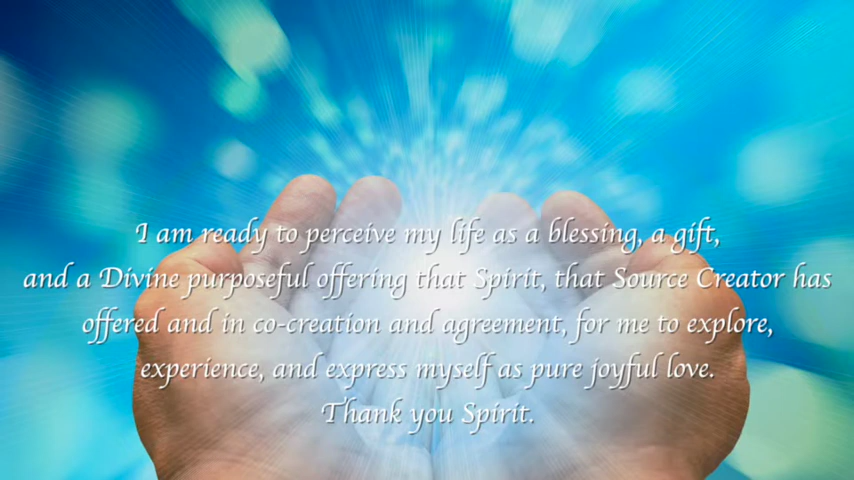 I am ready to perceive my life as a blessing, a gift,
and a Divine purposeful offering that Spirit, that Source Creator has
offered and in co-creation and agreement, for me to explore,
experience, and express myself as pure joyful love.
Thank you Spirit.